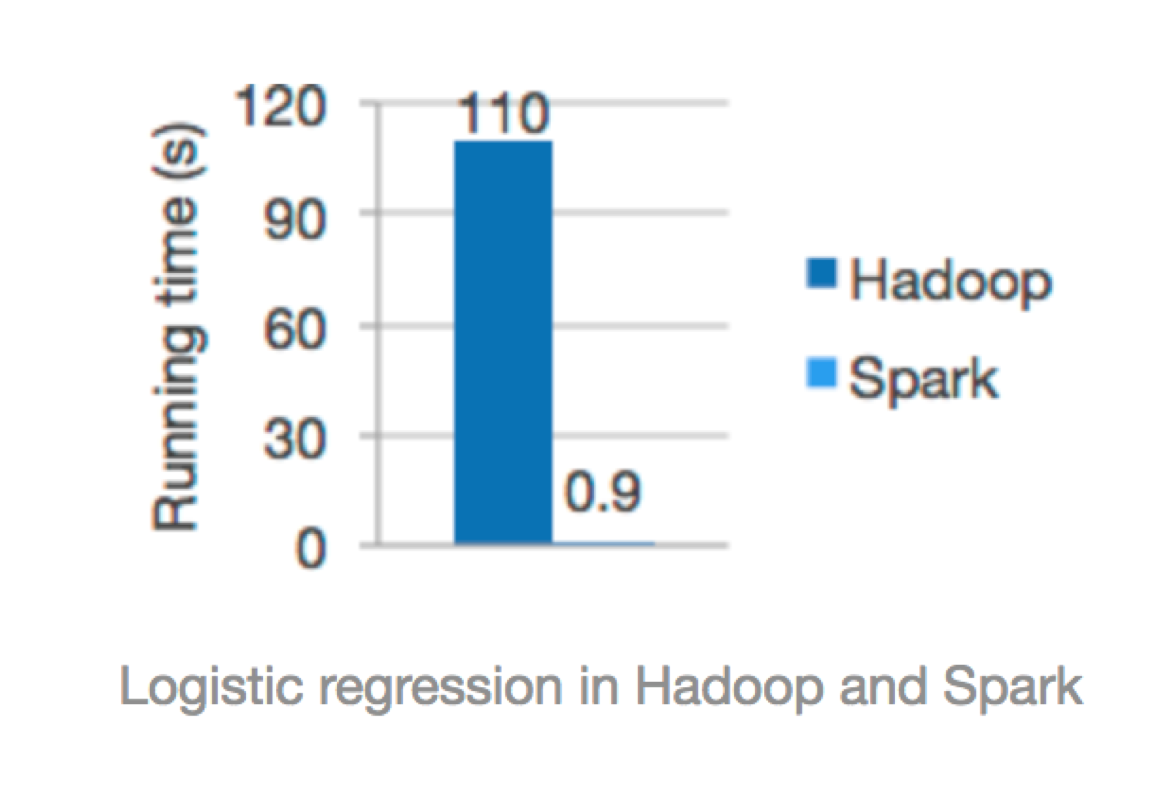 120
110
90
60
30
0.9
0
Running time (s)
Hadoop
Spark
Logistic regression in Hadoop and Spark